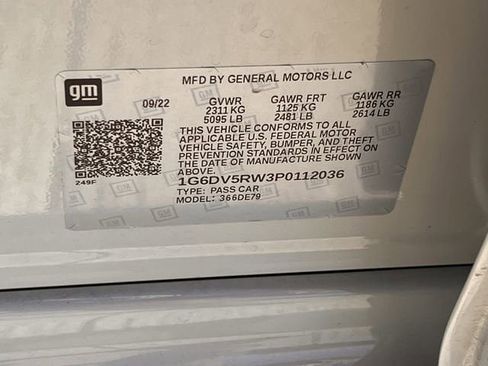 gm
MFD BY GENERAL MOTORS LLC
09/22 GVWR GAWR FRT GAWR RR
2311 KG 1125 KG 1186 KG
5095 LB 2481 LB 2614 LB
THIS VEHICLE CONFORMS TO ALL
APPLICABLE U.S. FEDERAL MOTOR
VEHICLE SAFETY, BUMPER, AND THEFT
PREVENTION STANDARDS IN EFFECT ON
THE DATE OF MANUFACTURE SHOWN
ABOVE.
249F
1G6DV5RW3P0112036
TYPE: PASS CAR
MODEL: 366DE79